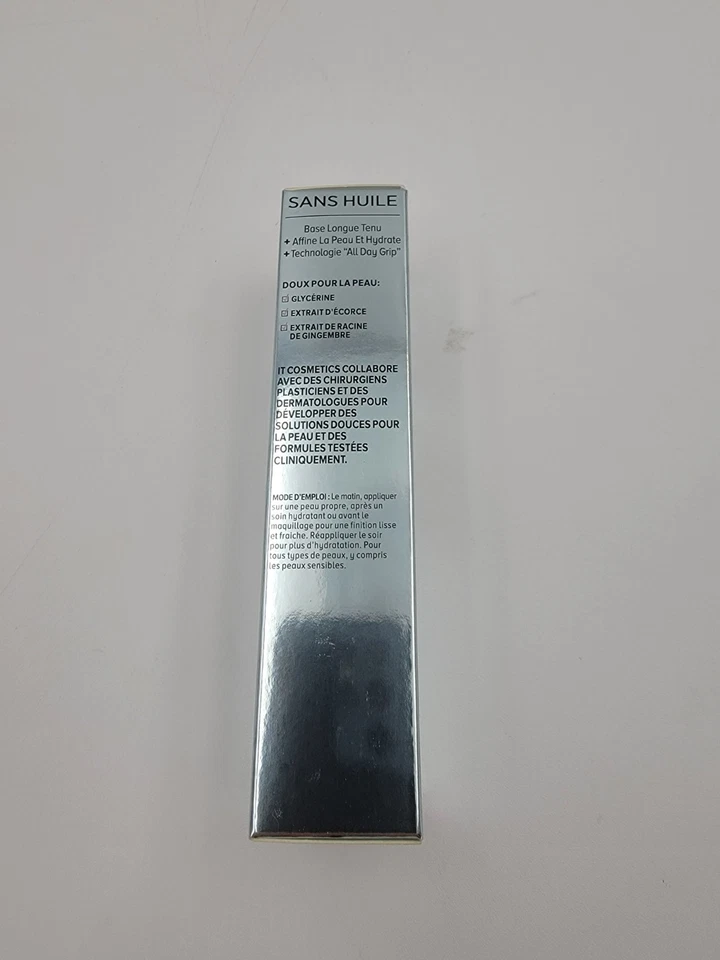 SANS HUILE
Base Longue Tenu
+ Affine La Peau Et Hydrate
+Technologie "All Day Grip"
DOUX POUR LA PEAU:
☑ GLYCÉRINE
☑ EXTRAIT D'ÉCORCE
☑ EXTRAIT DE RACINE
DE GINGEMBRE
IT COSMETICS COLLABORE
AVEC DES CHIRURGIENS
PLASTICIENS ET DES
DERMATOLOGUES POUR
DÉVELOPPER DES
SOLUTIONS DOUCES POUR
LA PEAU ET DES
FORMULES TESTÉES
CLINIQUEMENT.
MODE D'EMPLOI : Le matin, appliquer
sur une peau propre, après un
soin hydratant ou avant le
maquillage pour une finition lisse
et fraiche. Réappliquer le soir
pour plus d'hydratation. Pour
tous types de peaux, y compris
les peaux sensibles.